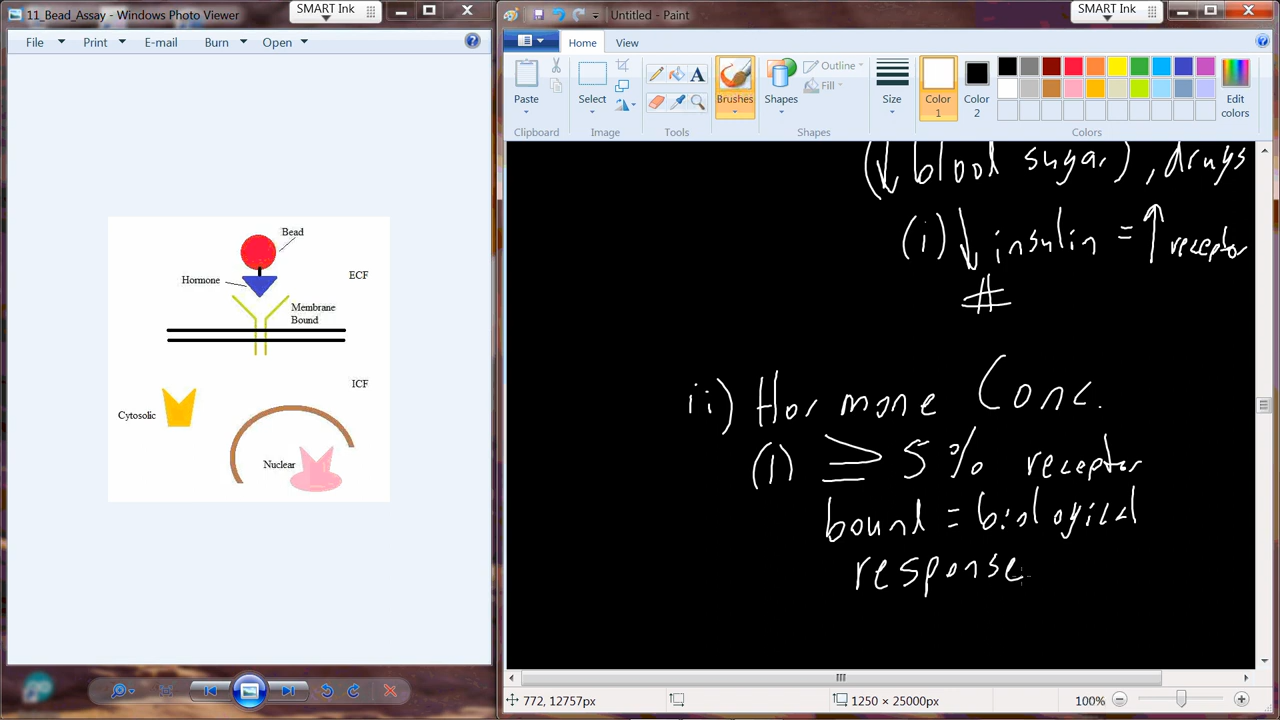 11_Bead_Assay - Windows Photo Viewer
SMART Ink
File Print E-mail Burn Open
Bead
Hormone
ECF
Membrane
Bound
ICF
Cytosolic
Nuclear
Untitled - Paint
SMART Ink
Home View
Paste
Select
Brushes
Shapes
Outline
Fill
Size
Color
1
Color
2
Edit
colors
Clipboard Image Tools Shapes Colors
(↓ blood sugar), drugs
(i) ↓ insulin = ↑ receptor
#
ii) Hormone Conc.
(1) ≥ 5% receptor
bound = biological
response
772, 12757px
1250 × 25000px
100%